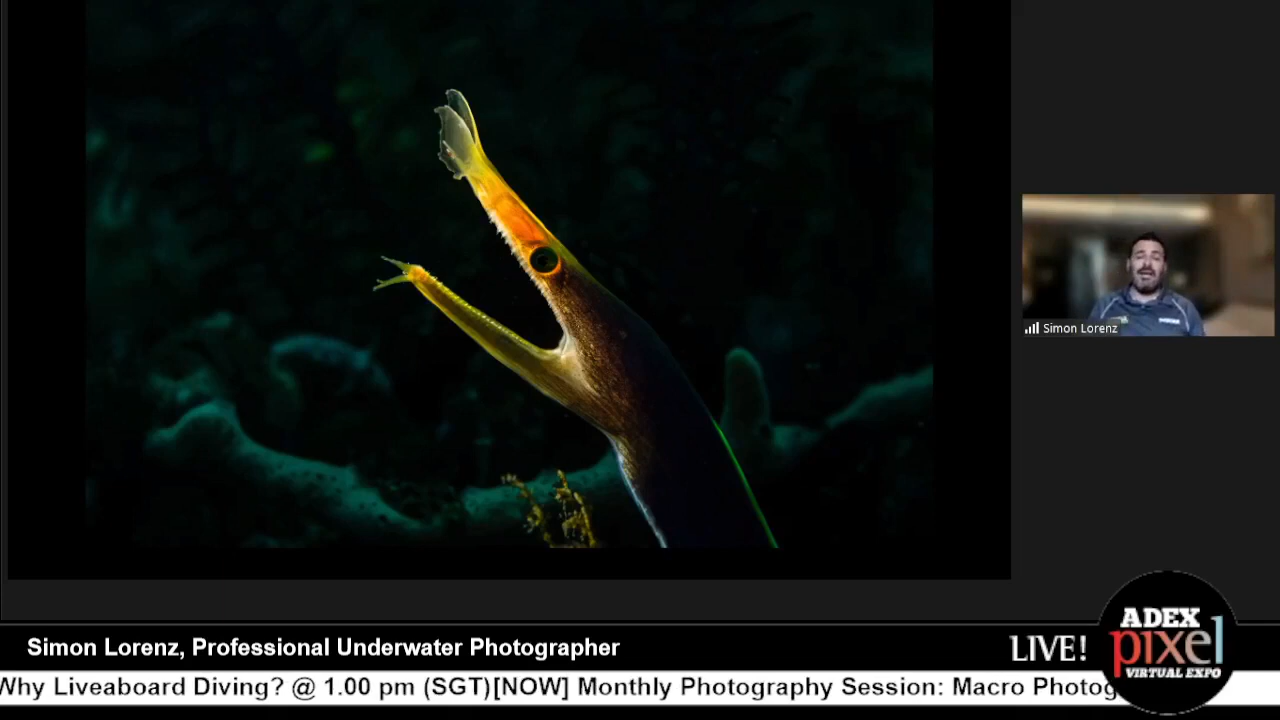 Simon Lorenz
Simon Lorenz, Professional Underwater Photographer
LIVE!
ADEX
pixel
VIRTUAL EXPO
Why Liveaboard Diving? @ 1.00 pm (SGT)[NOW] Monthly Photography Session: Macro Photog